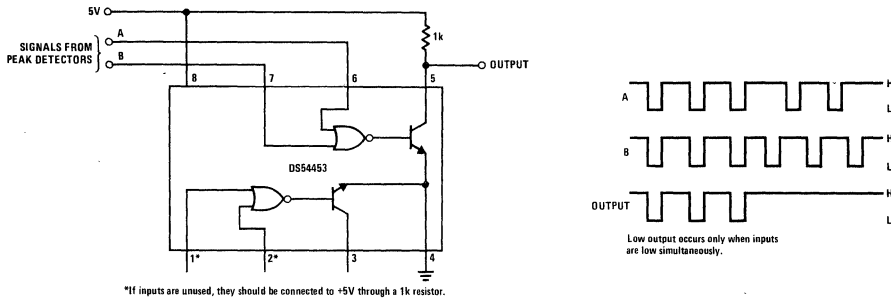 5V
A
SIGNALS FROM
PEAK DETECTORS
B
1k
OUTPUT
8
7
6
5
DS54453
1*
2*
3
4
*If inputs are unused, they should be connected to +5V through a 1k resistor.
A
H
L
B
H
L
OUTPUT
H
L
Low output occurs only when inputs
are low simultaneously.